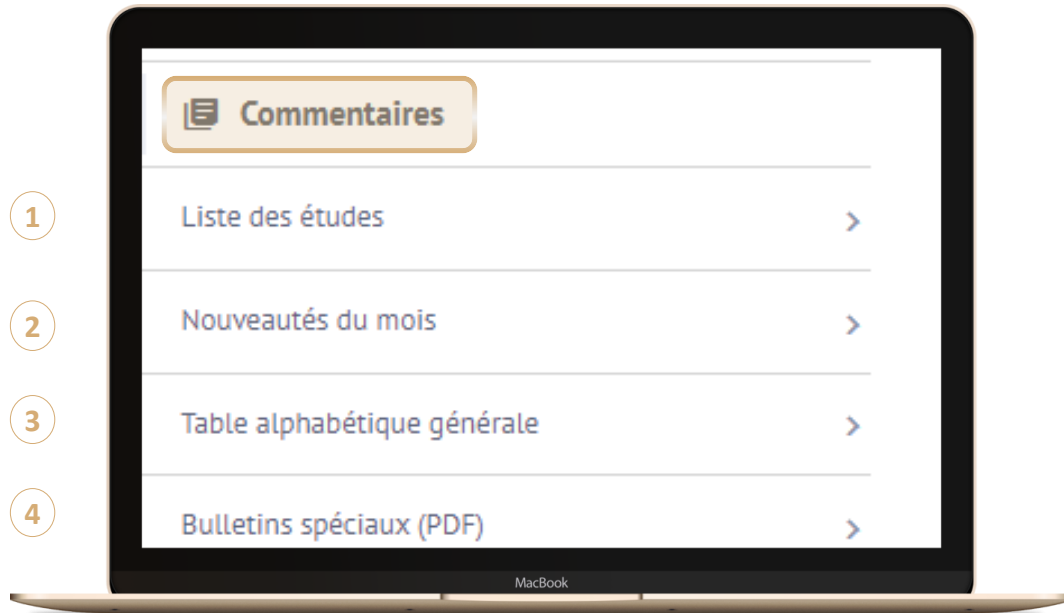 Commentaires
1
Liste des études
2
Nouveautés du mois
3
Table alphabétique générale
4
Bulletins spéciaux (PDF)
MacBook